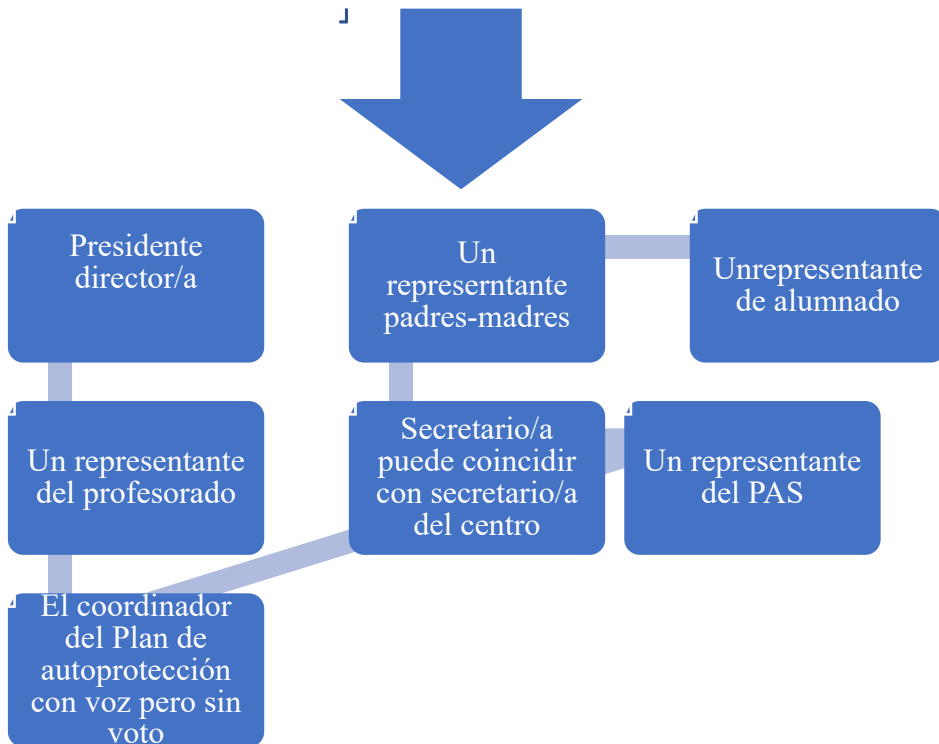 Presidente
director/a
Un
represerntante
padres-madres
Unrepresentante
de alumnado
Un representante
del profesorado
Secretario/a
puede coincidir
con secretario/a
del centro
Un representante
del PAS
El coordinador
del Plan de
autoprotección
con voz pero sin
voto